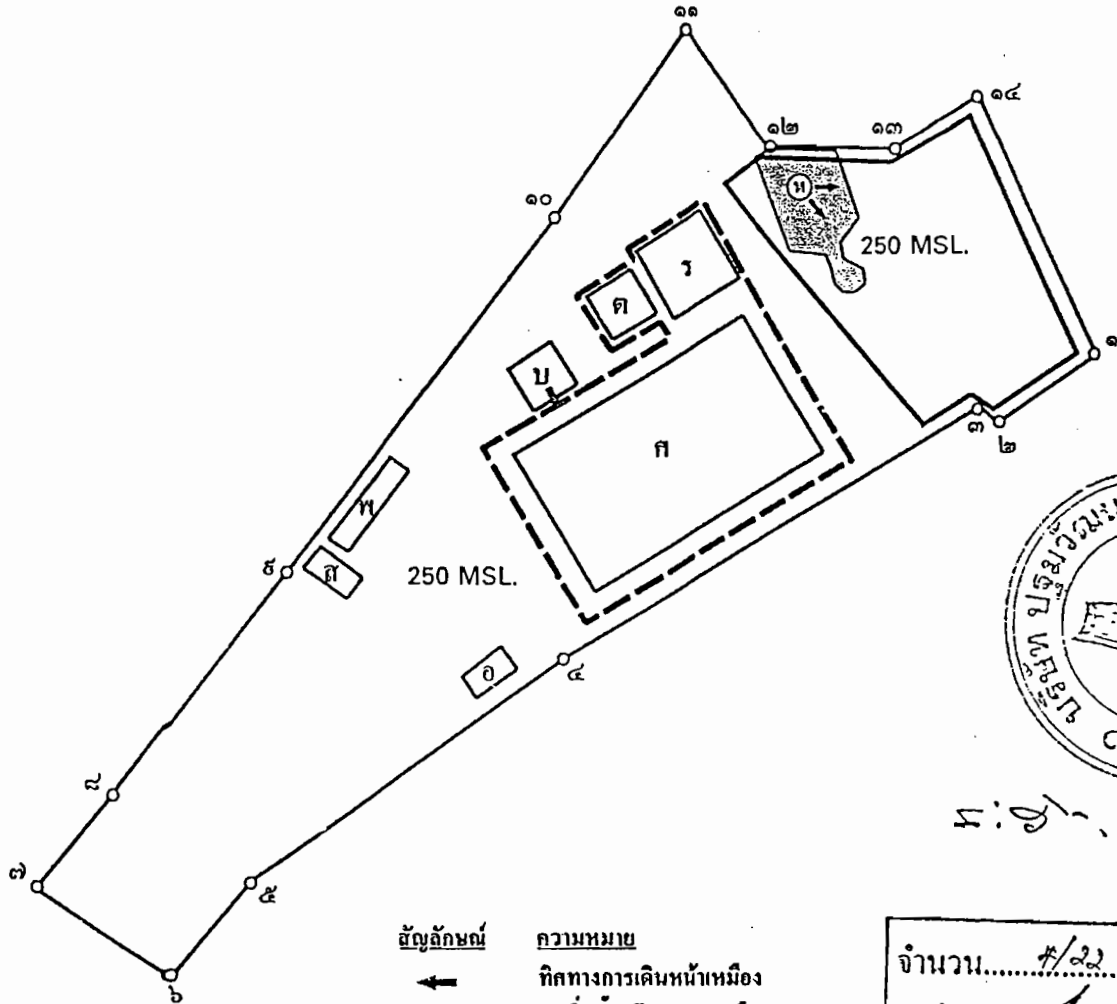 ๑๑
๑๒
๑๓
๑๔
๑๐
ห
250 MSL.
ร
ต
บ
ก
๑
๓
๒
พ
ส
๙
250 MSL.
อ
๔
๘
๗
๕
๖
สัญลักษณ์ ความหมาย
ทิศทางการเดินหน้าเหมือง
จำนวน